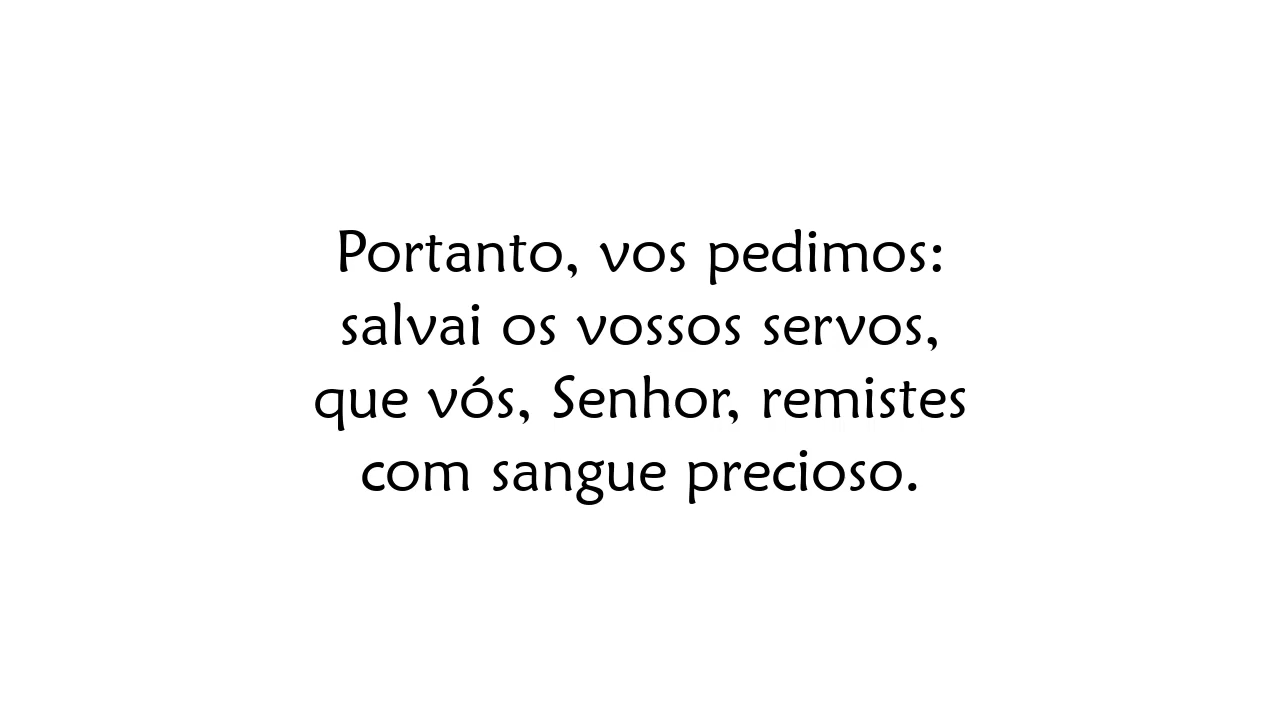 Portanto, vos pedimos:
salvai os vossos servos,
que vós, Senhor, remistes
com sangue precioso.